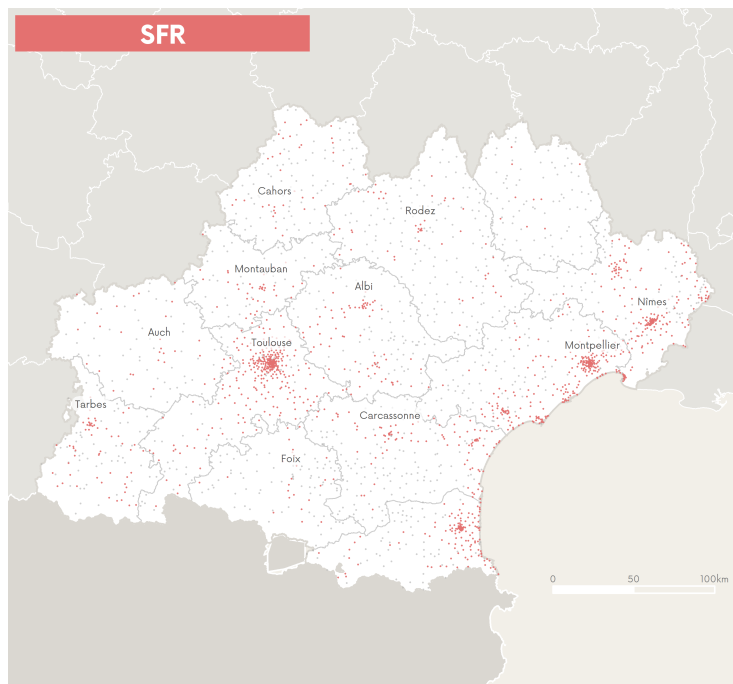 SFR
Cahors
Rodez
Montauban
Albi
Nîmes
Auch
Toulouse
Montpellier
Tarbes
Carcassonne
Foix
0 50 100km